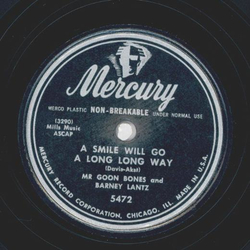 Mercury
MERCO PLASTIC NON-BREAKABLE UNDER NORMAL USE
(3290)
Mills Music
ASCAP
A SMILE WILL GO
A LONG LONG WAY
(Davis-Akst)
MR GOON BONES and
BARNEY LANTZ
5472
MERCURY RECORD CORPORATION, CHICAGO, ILL. MADE IN U.S.A.